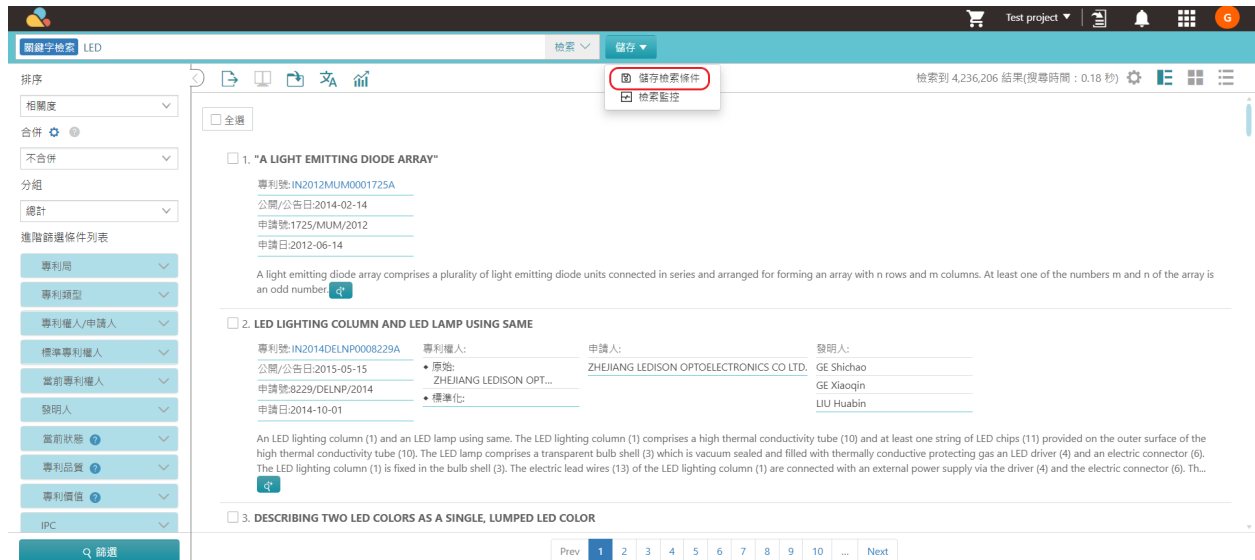 Test project
G
關鍵字檢索 LED 檢索 儲存
儲存檢索條件
檢索監控
排序
相關度
合併
不合併
分組
總計
進階篩選條件列表
專利局
專利類型
專利權人/申請人
標準專利權人
當前專利權人
發明人
當前狀態
專利品質
專利價值
IPC
篩選
檢索到 4,236,206 結果(搜尋時間：0.18 秒)
全選
1. "A LIGHT EMITTING DIODE ARRAY"
專利號:IN2012MUM0001725A
公開/公告日:2014-02-14
申請號:1725/MUM/2012
申請日:2012-06-14
A light emitting diode array comprises a plurality of light emitting diode units connected in series and arranged for forming an array with n rows and m columns. At least one of the numbers m and n of the array is
an odd number.
2. LED LIGHTING COLUMN AND LED LAMP USING SAME
專利號:IN2014DELNP0008229A
公開/公告日:2015-05-15
申請號:8229/DELNP/2014
申請日:2014-10-01
專利權人:
◆ 原始:
ZHEJIANG LEDISON OPT...
◆ 標準化:
申請人:
ZHEJIANG LEDISON OPTOELECTRONICS CO LTD.
發明人:
GE Shichao
GE Xiaoqin
LIU Huabin
An LED lighting column (1) and an LED lamp using same. The LED lighting column (1) comprises a high thermal conductivity tube (10) and at least one string of LED chips (11) provided on the outer surface of the
high thermal conductivity tube (10). The LED lamp comprises a transparent bulb shell (3) which is vacuum sealed and filled with thermally conductive protecting gas an LED driver (4) and an electric connector (6).
The LED lighting column (1) is fixed in the bulb shell (3). The electric lead wires (13) of the LED lighting column (1) are connected with an external power supply via the driver (4) and the electric connector (6). Th...
3. DESCRIBING TWO LED COLORS AS A SINGLE, LUMPED LED COLOR
Prev 1 2 3 4 5 6 7 8 9 10 ... Next